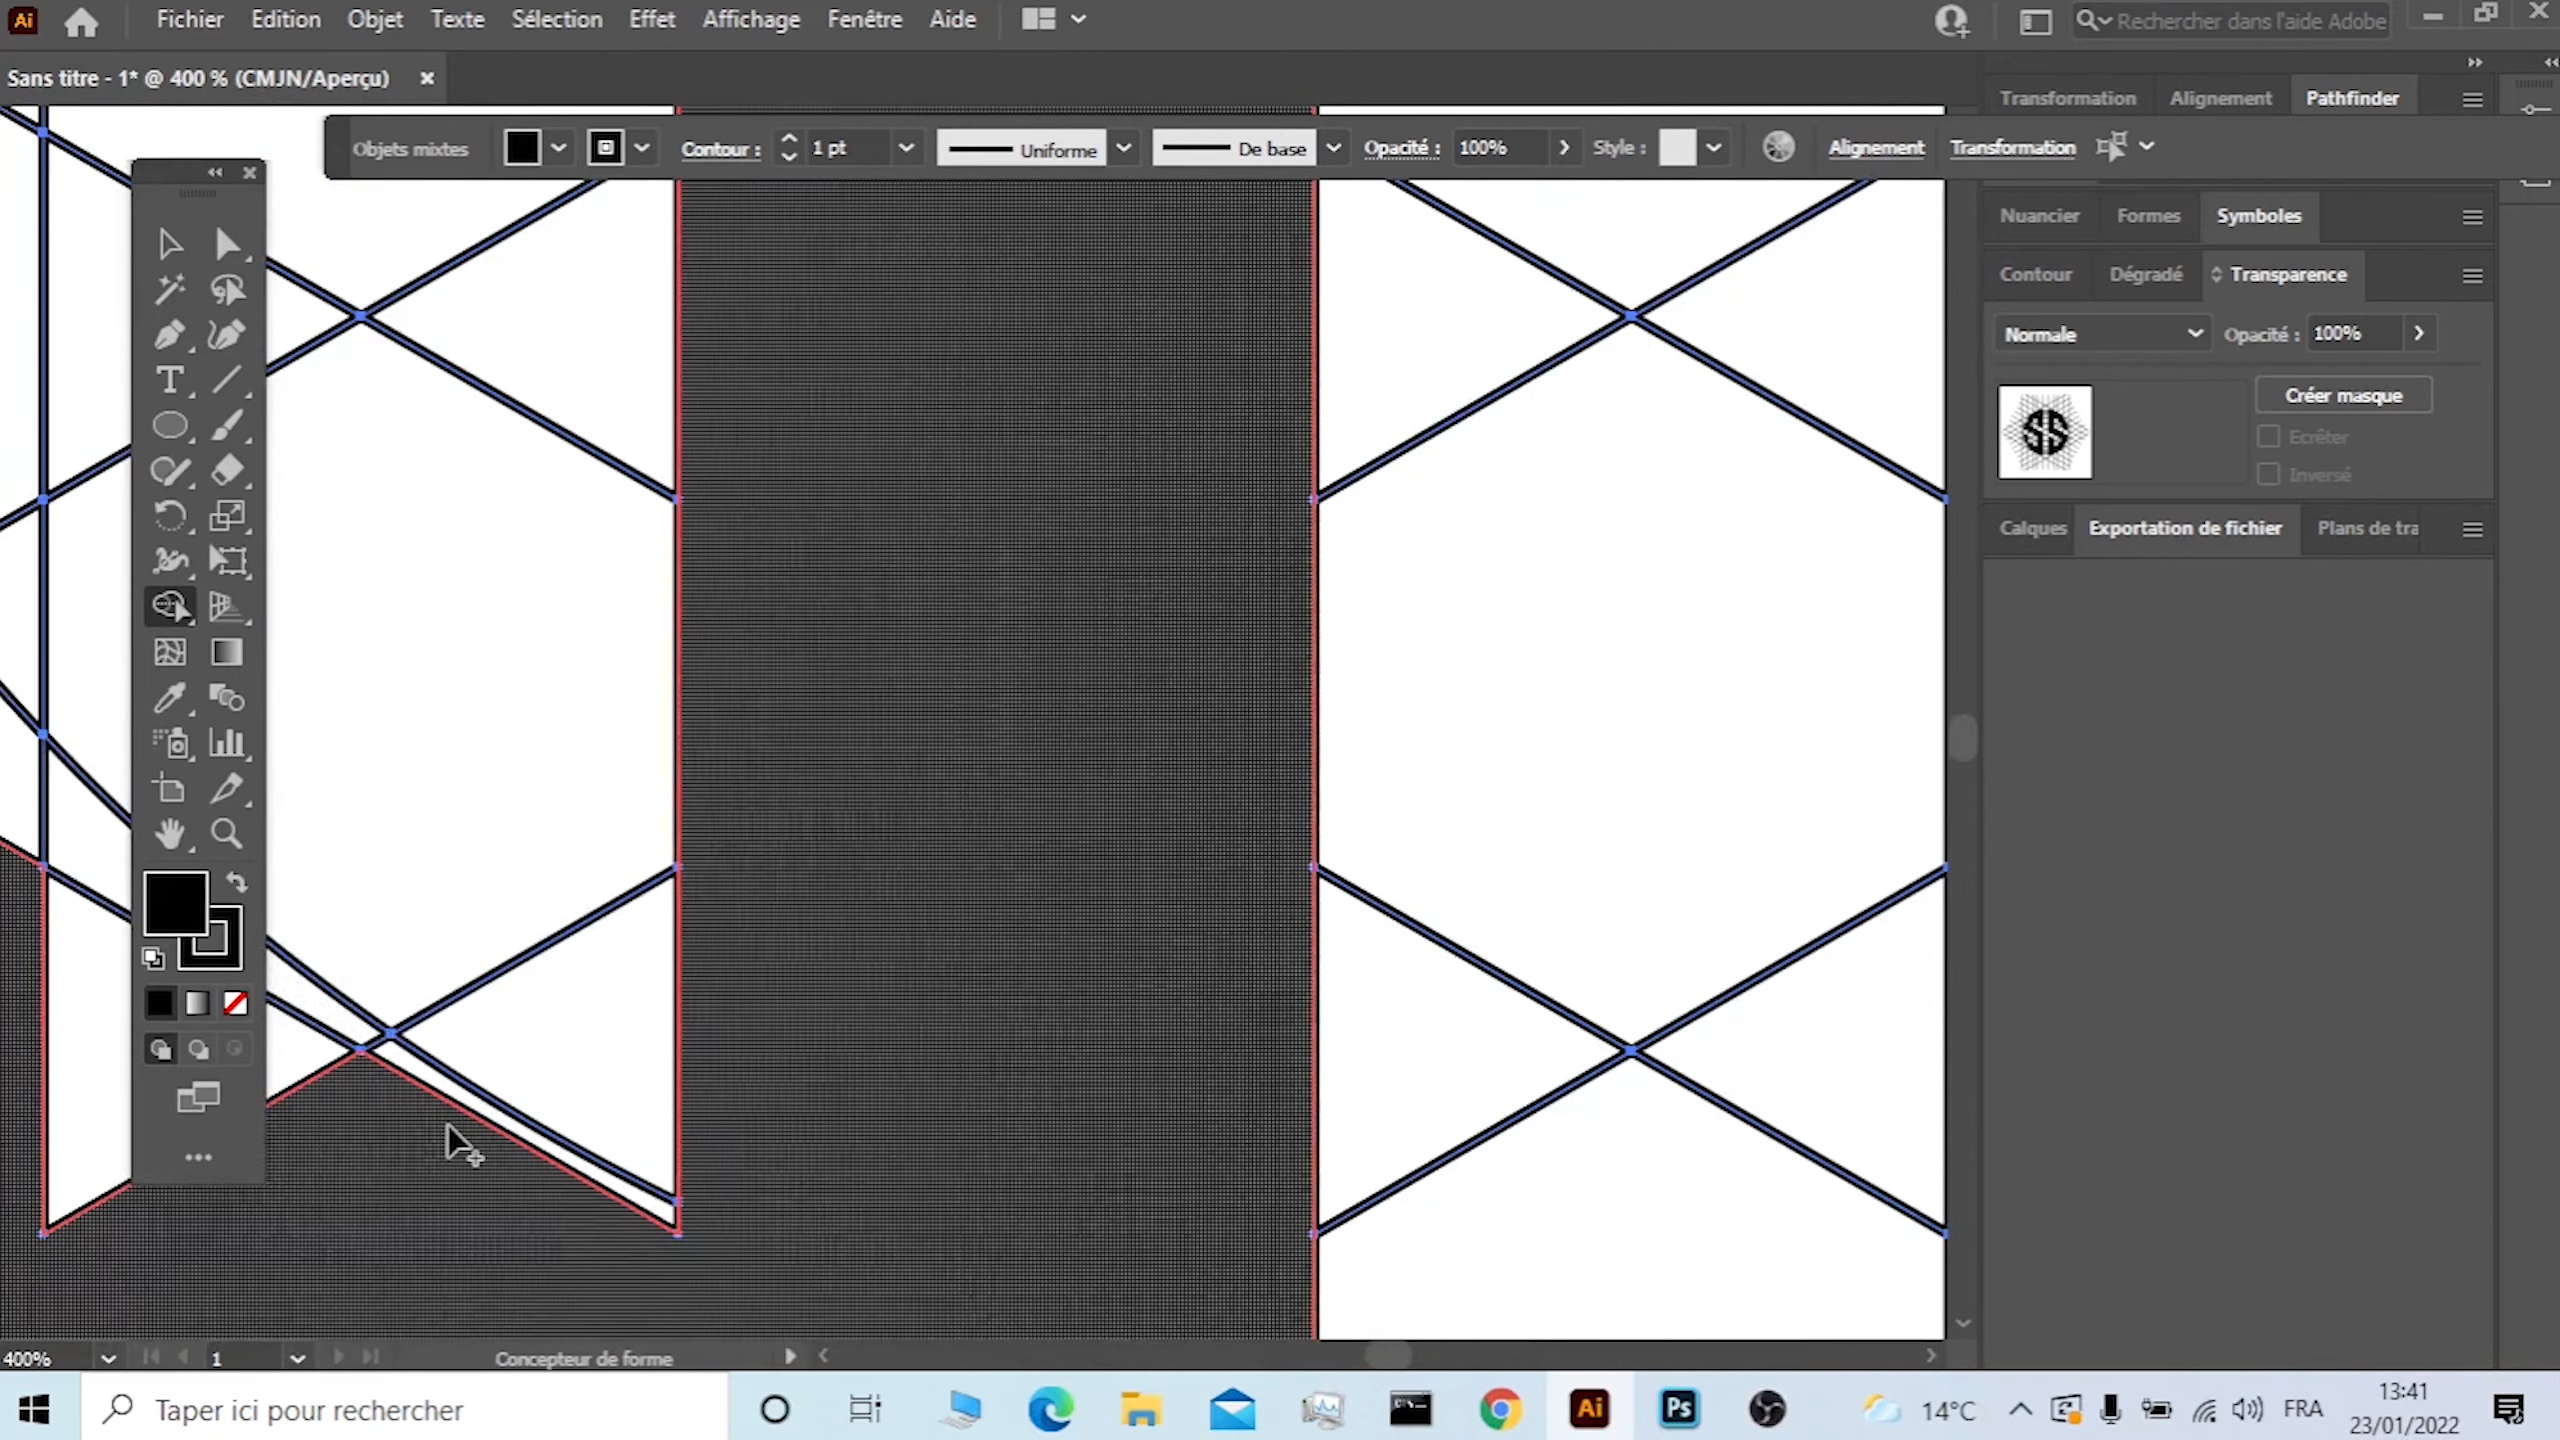 Ai Fichier Edition Objet Texte Sélection Effet Affichage Fenêtre Aide Rechercher dans l'aide Adobe
Sans titre - 1* @ 400 % (CMJN/Aperçu)
Transformation Alignement Pathfinder
Objets mixtes Contour : 1 pt Uniforme De base Opacité : 100% Style : Alignement Transformation
Nuancier Formes Symboles
Contour Dégradé Transparence
Normale Opacité : 100%
Créer masque
Ecrêter
Inversé
Calques Exportation de fichier Plans de tra
400% 1 Concepteur de forme
Taper ici pour rechercher
Ai Ps 14°C FRA 13:41
23/01/2022